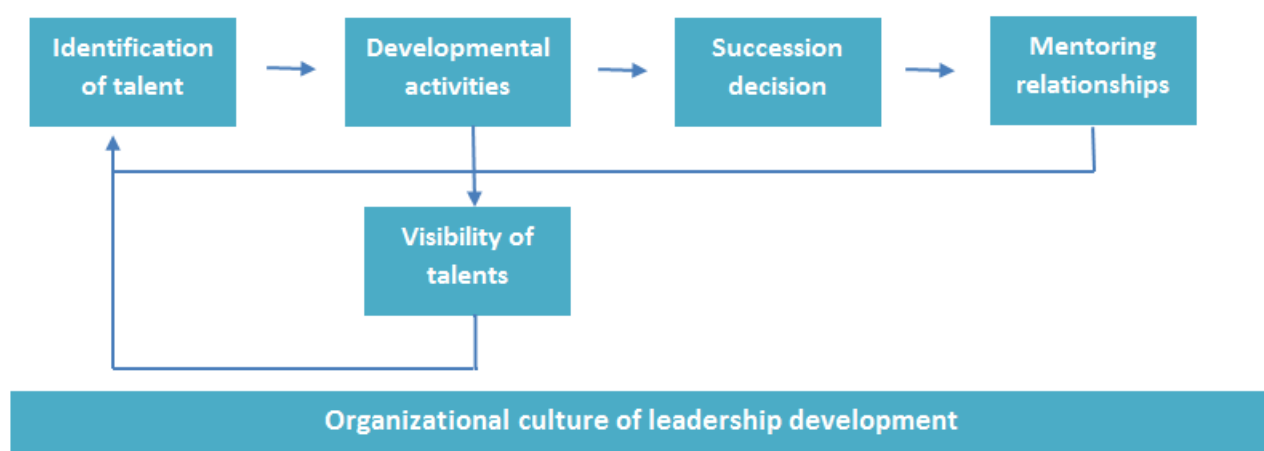 Identification
of talent
Developmental
activities
Succession
decision
Mentoring
relationships
Visibility of
talents
Organizational culture of leadership development